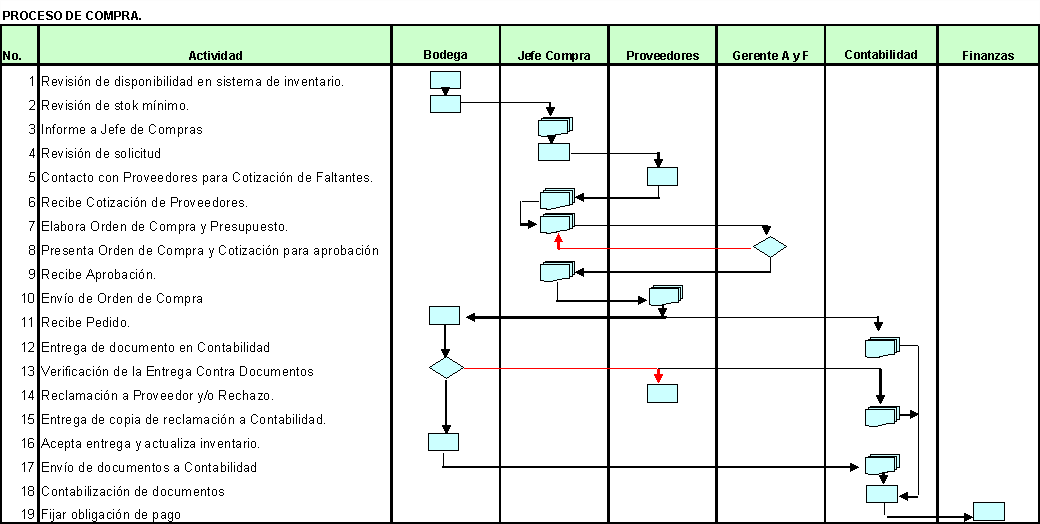 PROCESO DE COMPRA.
No. Actividad Bodega Jefe Compra Proveedores Gerente A y F Contabilidad Finanzas
1 Revisión de disponibilidad en sistema de inventario.
2 Revisión de stok mínimo.
3 Informe a Jefe de Compras
4 Revisión de solicitud
5 Contacto con Proveedores para Cotización de Faltantes.
6 Recibe Cotización de Proveedores.
7 Elabora Orden de Compra y Presupuesto.
8 Presenta Orden de Compra y Cotización para aprobación
9 Recibe Aprobación.
10 Envío de Orden de Compra
11 Recibe Pedido.
12 Entrega de documento en Contabilidad
13 Verificación de la Entrega Contra Documentos
14 Reclamación a Proveedor y/o Rechazo.
15 Entrega de copia de reclamación a Contabilidad.
16 Acepta entrega y actualiza inventario.
17 Envío de documentos a Contabilidad
18 Contabilización de documentos
19 Fijar obligación de pago